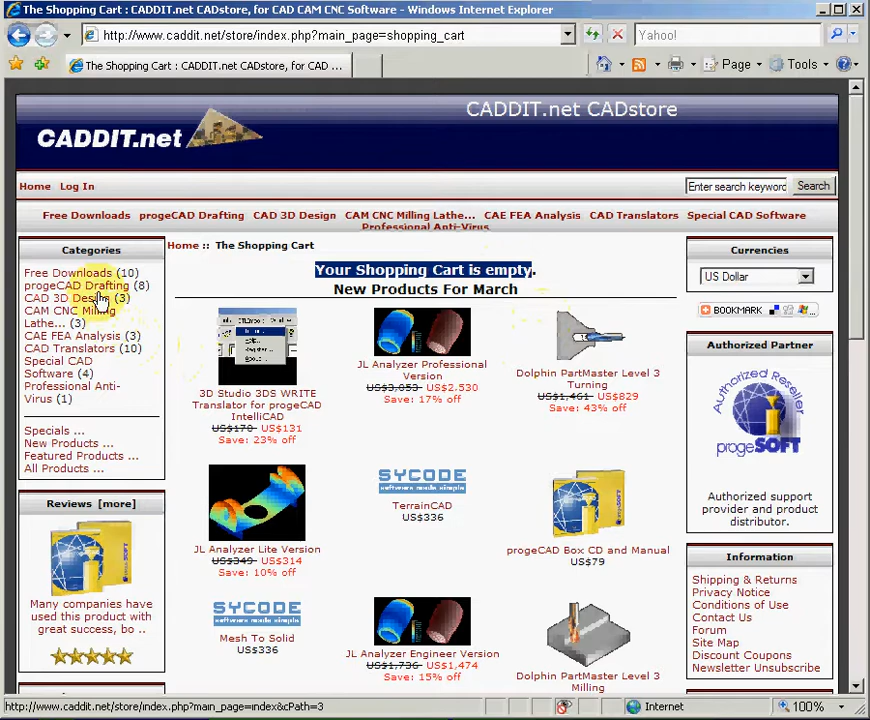 The Shopping Cart : CADDIT.net CADstore, for CAD CAM CNC Software - Windows Internet Explorer
http://www.caddit.net/store/index.php?main_page=shopping_cart
Yahoo!
The Shopping Cart : CADDIT.net CADstore, for CAD ...
Page
Tools
CADDIT.net CADstore
CADDIT.net
Home Log In
Enter search keyword
Search
Free Downloads progeCAD Drafting CAD 3D Design CAM CNC Milling Lathe... CAE FEA Analysis CAD Translators Special CAD Software
Professional Anti-Virus
Categories
Free Downloads (10)
progeCAD Drafting (8)
CAD 3D Design (3)
CAM CNC Milling
Lathe... (3)
CAE FEA Analysis (3)
CAD Translators (10)
Special CAD
Software (4)
Professional Anti-
Virus (1)
Specials ...
New Products ...
Featured Products ...
All Products ...
Reviews [more]
Many companies have
used this product with
great success, bo ..
Home :: The Shopping Cart
Your Shopping Cart is empty.
New Products For March
3D Studio 3DS WRITE
Translator for progeCAD
IntelliCAD
US$170 US$131
Save: 23% off
JL Analyzer Professional
Version
US$3,053 US$2.530
Save: 17% off
Dolphin PartMaster Level 3
Turning
US$1,461 US$829
Save: 43% off
JL Analyzer Lite Version
US$349 US$314
Save: 10% off
SYCODE
software made simple
TerrainCAD
US$336
progeCAD Box CD and Manual
US$79
SYCODE
software made simple
Mesh To Solid
US$336
JL Analyzer Engineer Version
US$1,736 US$1,474
Save: 15% off
Dolphin PartMaster Level 3
Milling
Currencies
US Dollar
BOOKMARK
Authorized Partner
Authorized Reseller
progeSOFT
Authorized support
provider and product
distributor.
Information
Shipping & Returns
Privacy Notice
Conditions of Use
Contact Us
Forum
Site Map
Discount Coupons
Newsletter Unsubscribe
http://www.caddit.net/store/index.php?main_page=index&cPath=3
Internet
100%